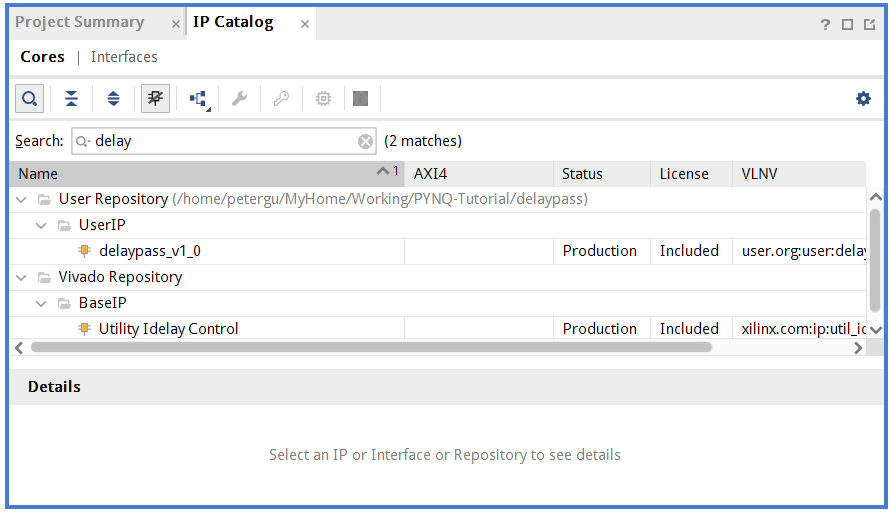 Project Summary × IP Catalog ×
Cores | Interfaces
Search: delay (2 matches)
Name 1 AXI4 Status License VLNV
User Repository (/home/petergu/MyHome/Working/PYNQ-Tutorial/delaypass)
UserIP
delaypass_v1_0 Production Included user.org:user:delay
Vivado Repository
BaseIP
Utility Idelay Control Production Included xilinx.com:ip:util_id
Details
Select an IP or Interface or Repository to see details